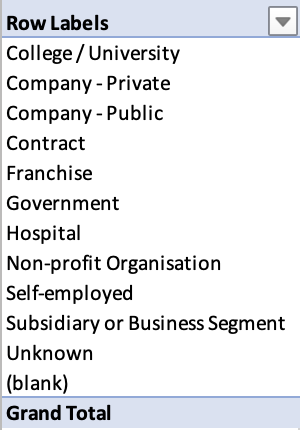 Row Labels
College / University
Company - Private
Company - Public
Contract
Franchise
Government
Hospital
Non-profit Organisation
Self-employed
Subsidiary or Business Segment
Unknown
(blank)
Grand Total